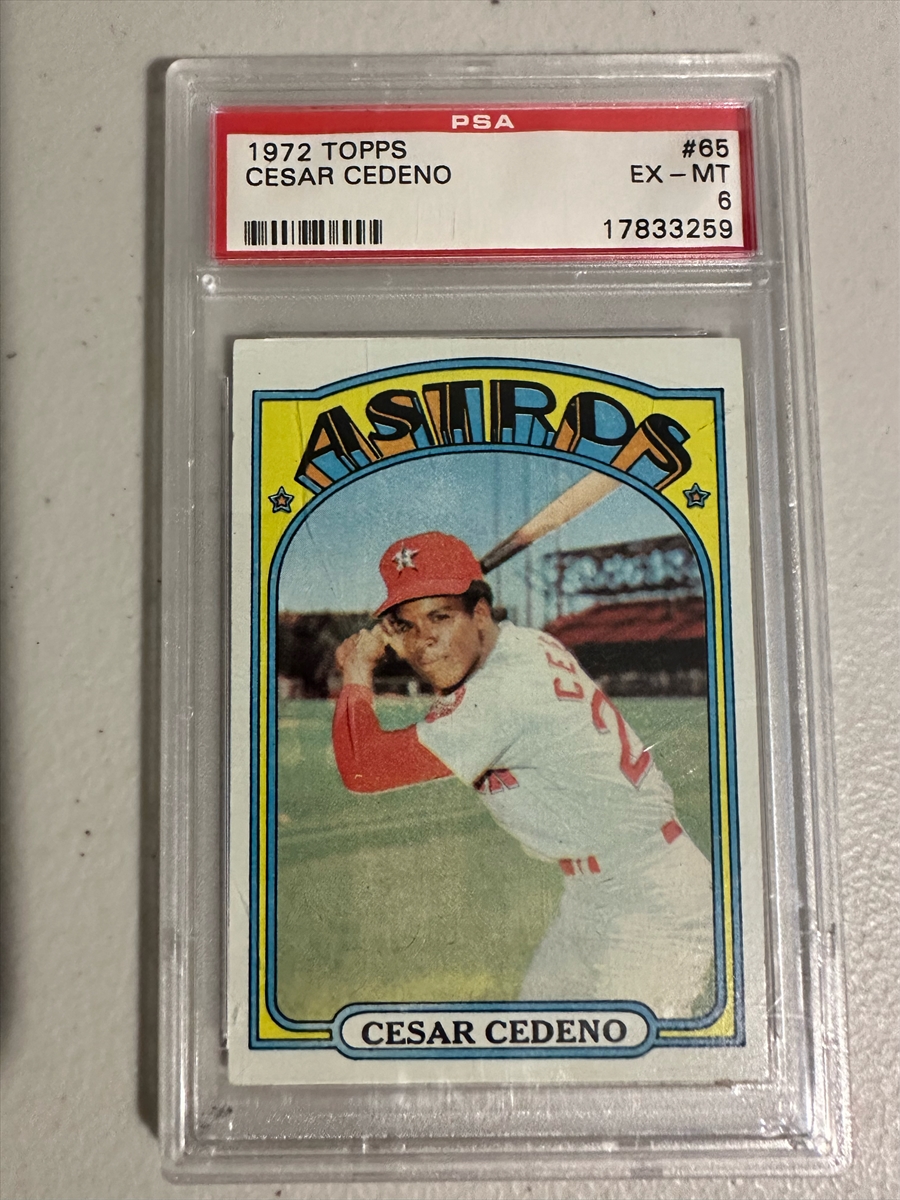 PSA
1972 TOPPS #65
CESAR CEDENO EX - MT
6
17833259
ASTROS
CESAR CEDENO